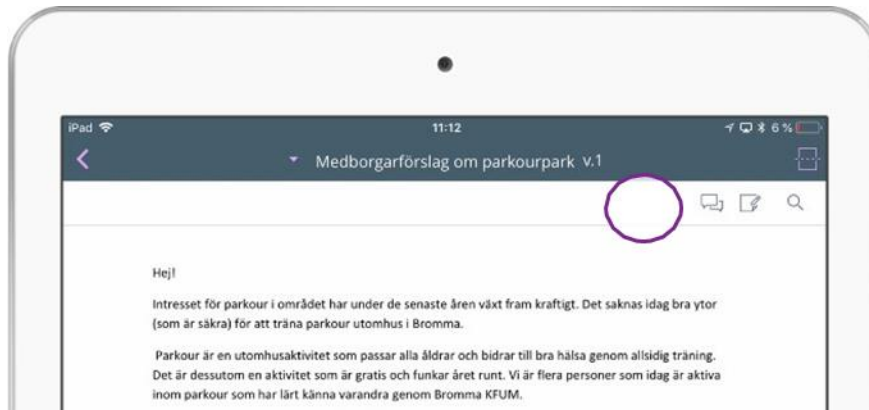 iPad 11:12 6 %
Medborgarförslag om parkourpark v.1
Hej!
Intresset för parkour i området har under de senaste åren växt fram kraftigt. Det saknas idag bra ytor
(som är säkra) för att träna parkour utomhus i Bromma.
Parkour är en utomhusaktivitet som passar alla åldrar och bidrar till bra hälsa genom allsidig träning.
Det är dessutom en aktivitet som är gratis och funkar året runt. Vi är flera personer som idag är aktiva
inom parkour som har lärt känna varandra genom Bromma KFUM.